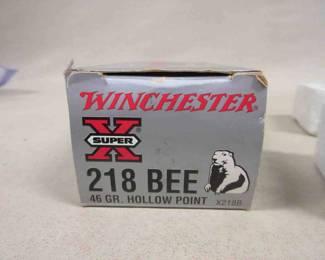 WINCHESTER
SUPER X
218 BEE
46 GR. HOLLOW POINT X218B